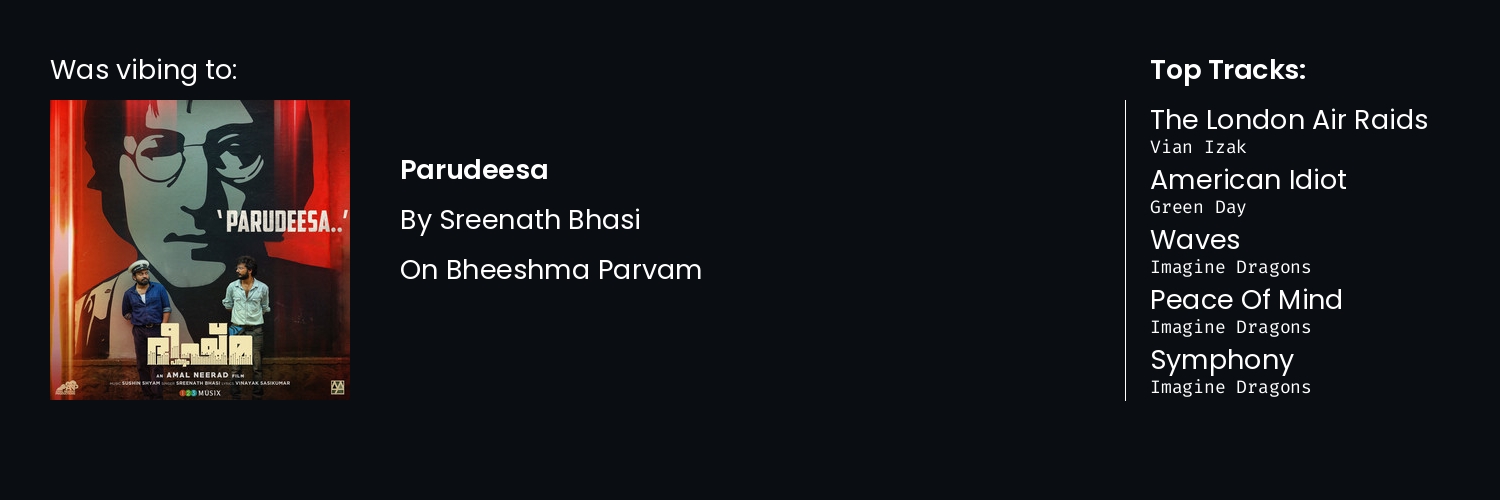 Was vibing to:
'PARUDEESA..'
ഭീഷ്മ
AN AMAL NEERAD FILM
MUSIC SUSHIN SHYAM SINGER SREENATH BHASI LYRICS VINAYAK SASIKUMAR
123 MUSIX
Parudeesa
By Sreenath Bhasi
On Bheeshma Parvam
Top Tracks:
The London Air Raids
Vian Izak
American Idiot
Green Day
Waves
Imagine Dragons
Peace Of Mind
Imagine Dragons
Symphony
Imagine Dragons